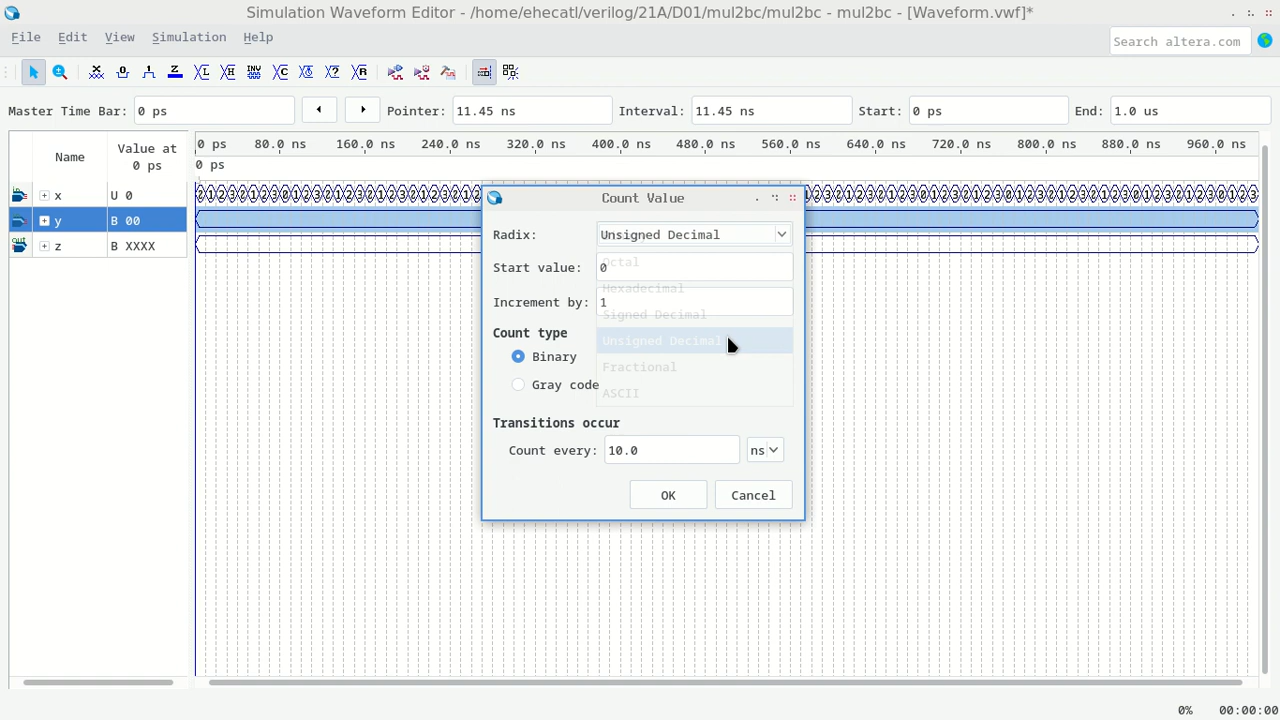 Simulation Waveform Editor - /home/ehecatl/verilog/21A/D01/mul2bc/mul2bc - mul2bc - [Waveform.vwf]*
File Edit View Simulation Help
Search altera.com
Master Time Bar: 0 ps Pointer: 11.45 ns Interval: 11.45 ns Start: 0 ps End: 1.0 us
Name Value at 0 ps
0 ps 80.0 ns 160.0 ns 240.0 ns 320.0 ns 400.0 ns 480.0 ns 560.0 ns 640.0 ns 720.0 ns 800.0 ns 880.0 ns 960.0 ns
0 ps
x U 0
y B 00
z B XXXX
Count Value
Radix: Unsigned Decimal
Octal
Start value: 0
Hexadecimal
Increment by: 1
Signed Decimal
Count type
Unsigned Decimal
Binary
Fractional
Gray code
ASCII
Transitions occur
Count every: 10.0 ns
OK Cancel
0% 00:00:00